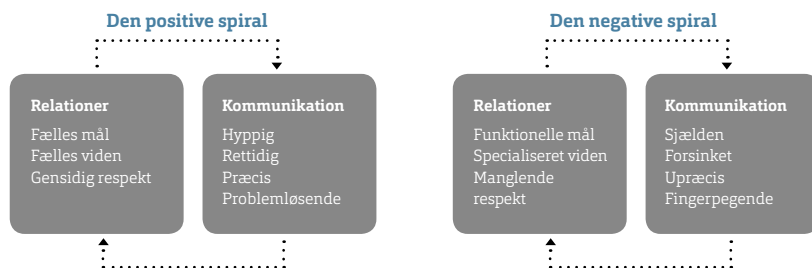 Den positive spiral
Relationer
Fælles mål
Fælles viden
Gensidig respekt
Kommunikation
Hyppig
Rettidig
Præcis
Problemløsende
Den negative spiral
Relationer
Funktionelle mål
Specialiseret viden
Manglende
respekt
Kommunikation
Sjælden
Forsinket
Upræcis
Fingerpegende